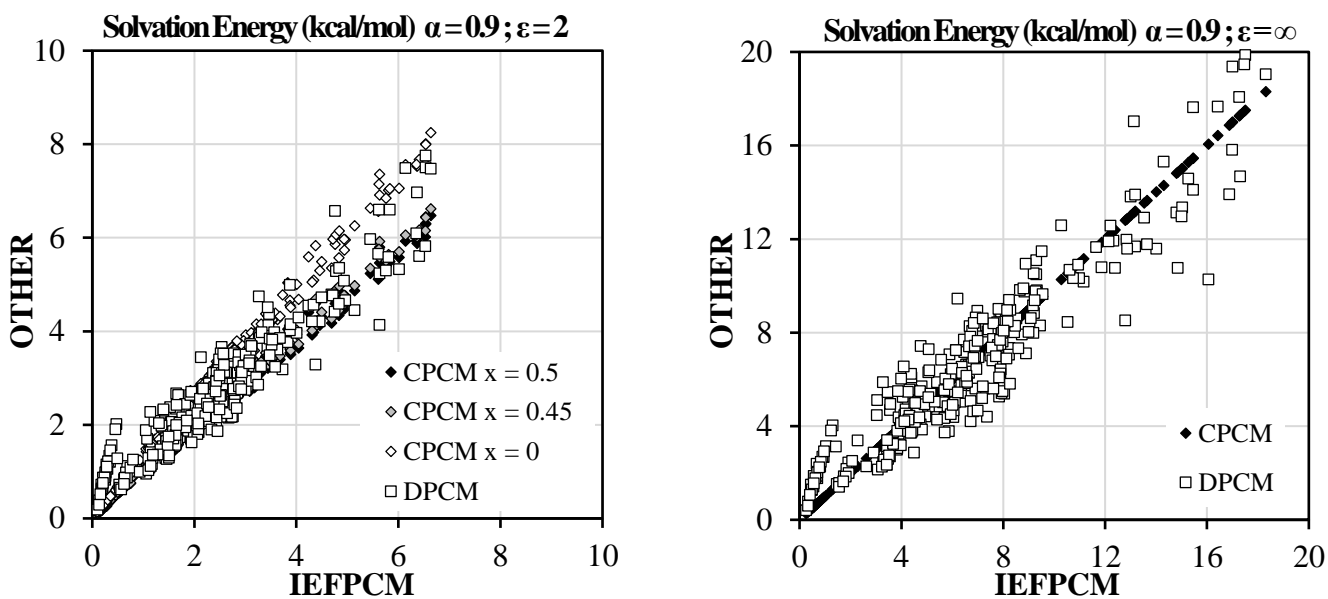 Solvation Energy (kcal/mol) α = 0.9 ; ε = 2
10
8
6
4
2
0
OTHER
CPCM x = 0.5
CPCM x = 0.45
CPCM x = 0
DPCM
0 2 4 6 8 10
IEFPCM
Solvation Energy (kcal/mol) α = 0.9 ; ε = ∞
20
16
12
8
4
0
OTHER
CPCM
DPCM
0 4 8 12 16 20
IEFPCM